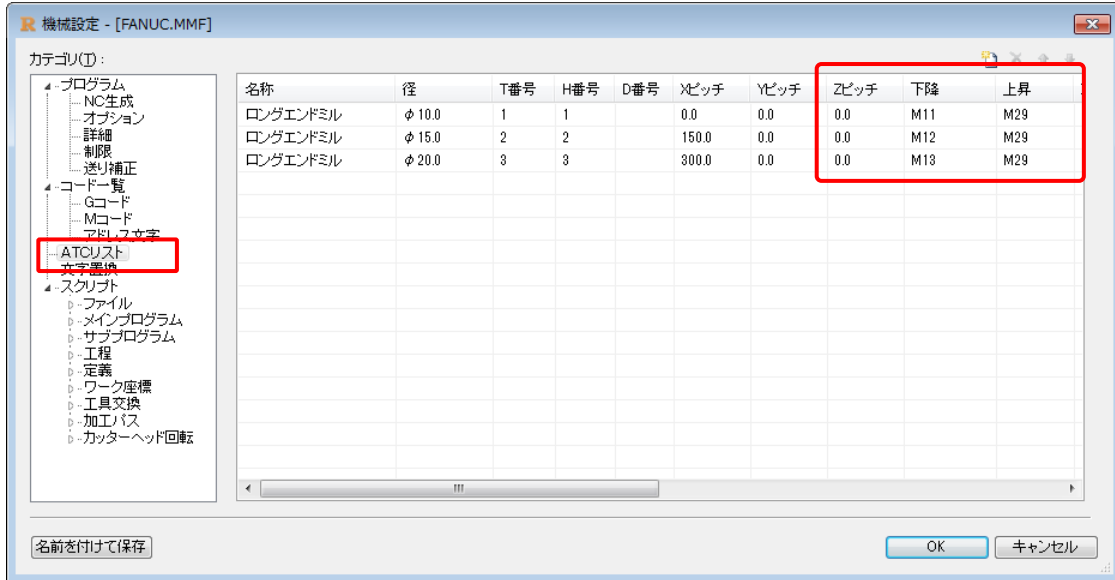 機械設定 - [FANUC.MMF]
カテゴリ(T):
プログラム
NC生成
オプション
詳細
制限
送り補正
コード一覧
Gコード
Mコード
アドレス文字
ATCリスト
文字置換
スクリプト
ファイル
メインプログラム
サブプログラム
工程
定義
ワーク座標
工具交換
加工パス
カッターヘッド回転
名称 径 T番号 H番号 D番号 Xピッチ Yピッチ Zピッチ 下降 上昇
ロングエンドミル φ10.0 1 1 0.0 0.0 0.0 M11 M29
ロングエンドミル φ15.0 2 2 150.0 0.0 0.0 M12 M29
ロングエンドミル φ20.0 3 3 300.0 0.0 0.0 M13 M29
名前を付けて保存 OK キャンセル